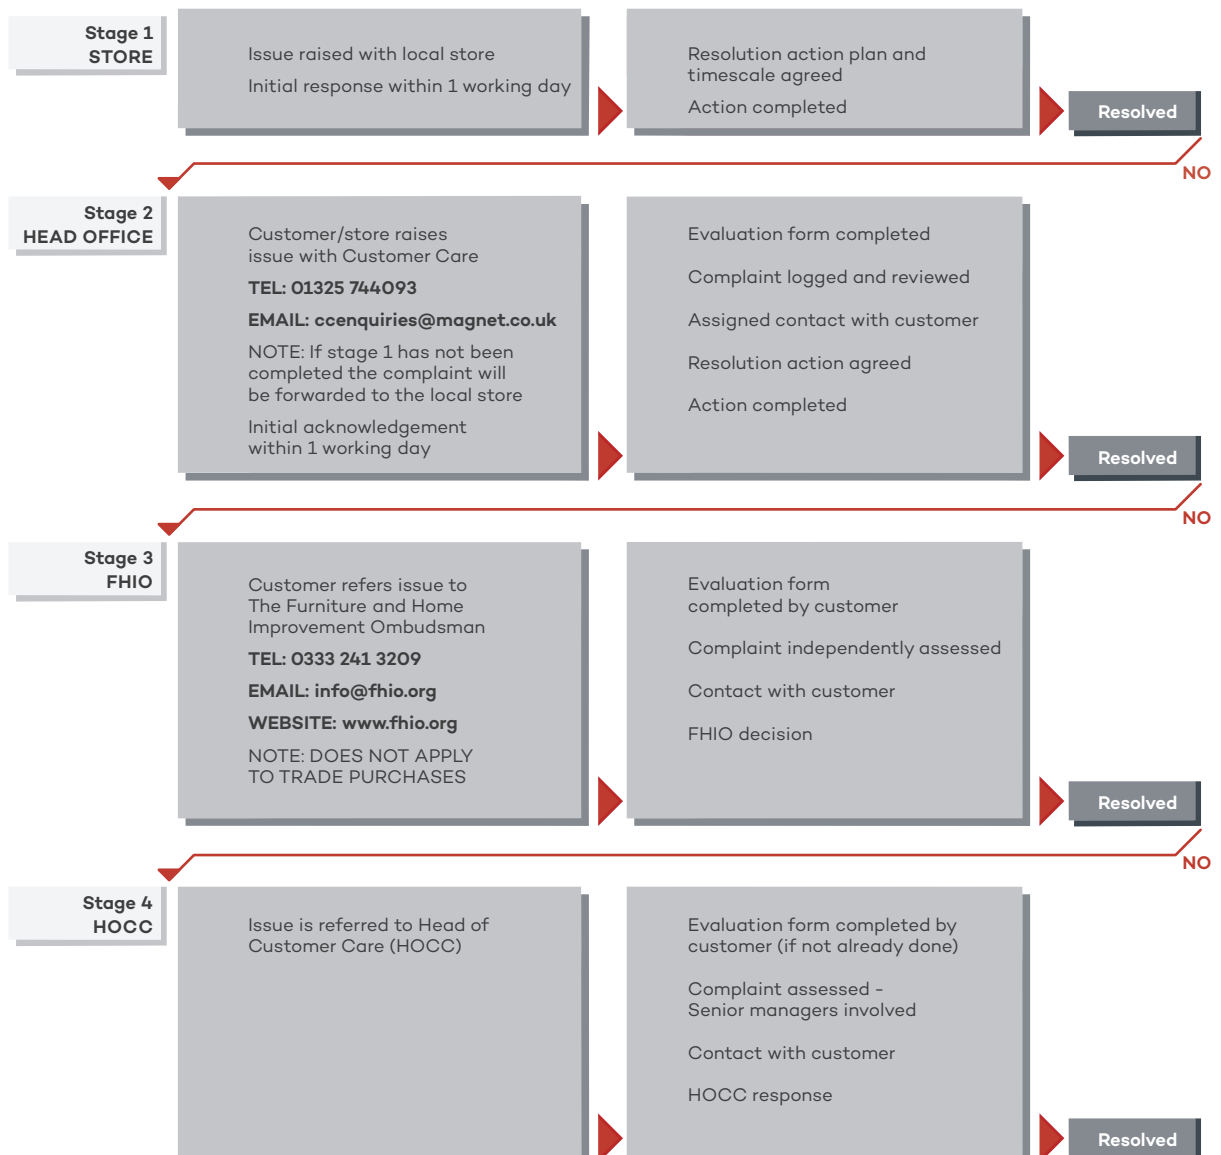 Stage 1
STORE
Issue raised with local store
Initial response within 1 working day
Resolution action plan and
timescale agreed
Action completed
Resolved
NO
Stage 2
HEAD OFFICE
Customer/store raises
issue with Customer Care
TEL: 01325 744093
EMAIL: ccenquiries@magnet.co.uk
NOTE: If stage 1 has not been
completed the complaint will
be forwarded to the local store
Initial acknowledgement
within 1 working day
Evaluation form completed
Complaint logged and reviewed
Assigned contact with customer
Resolution action agreed
Action completed
Resolved
NO
Stage 3
FHIO
Customer refers issue to
The Furniture and Home
Improvement Ombudsman
TEL: 0333 241 3209
EMAIL: info@fhio.org
WEBSITE: www.fhio.org
NOTE: DOES NOT APPLY
TO TRADE PURCHASES
Evaluation form
completed by customer
Complaint independently assessed
Contact with customer
FHIO decision
Resolved
NO
Stage 4
HOCC
Issue is referred to Head of
Customer Care (HOCC)
Evaluation form completed by
customer (if not already done)
Complaint assessed -
Senior managers involved
Contact with customer
HOCC response
Resolved